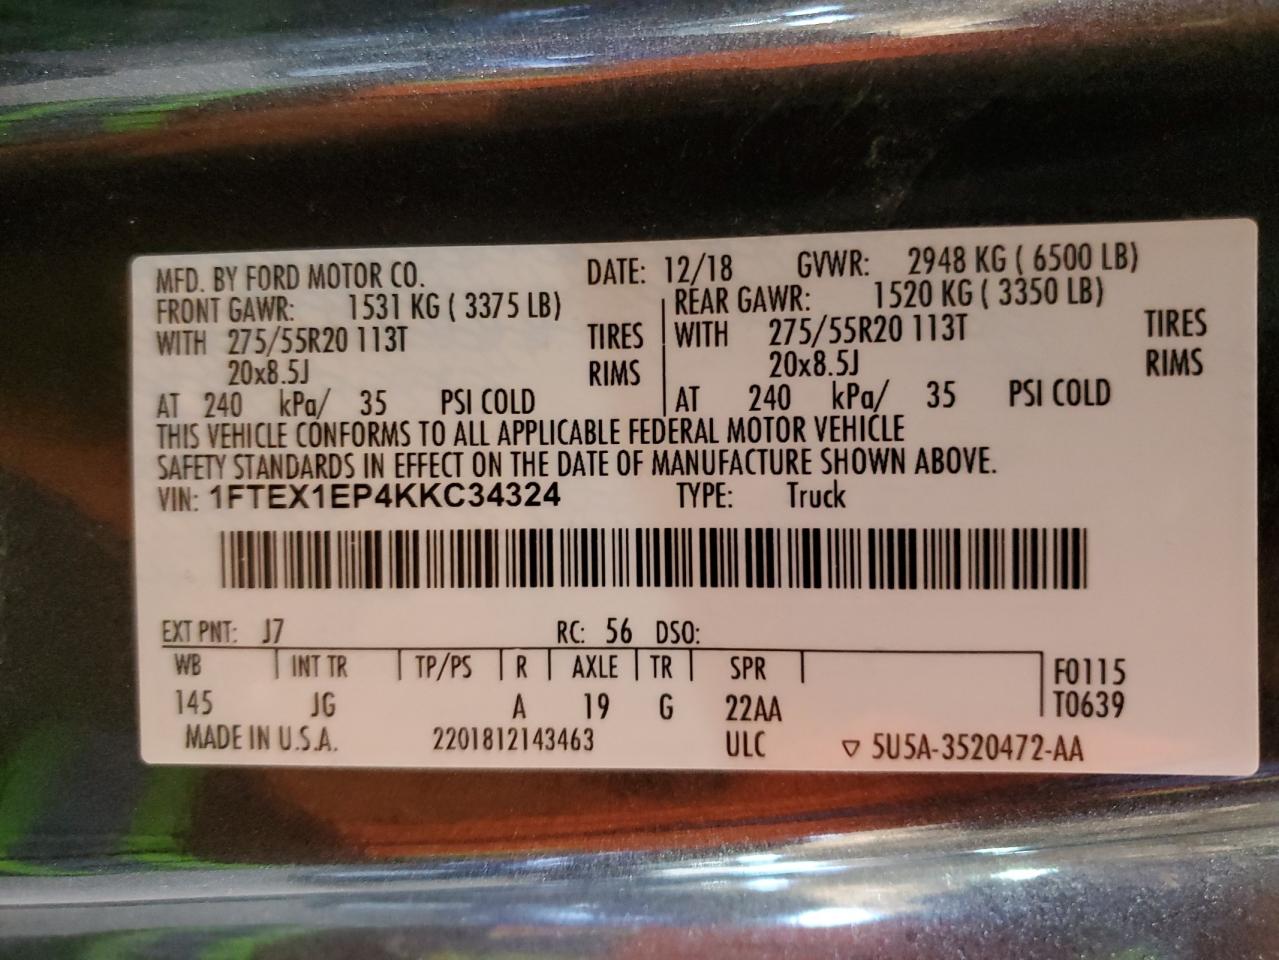 MFD. BY FORD MOTOR CO. DATE: 12/18 GVWR: 2948 KG ( 6500 LB)
FRONT GAWR: 1531 KG ( 3375 LB) REAR GAWR: 1520 KG ( 3350 LB)
WITH 275/55R20 113T TIRES WITH 275/55R20 113T TIRES
20x8.5J RIMS 20x8.5J RIMS
AT 240 kPa/ 35 PSI COLD AT 240 kPa/ 35 PSI COLD
THIS VEHICLE CONFORMS TO ALL APPLICABLE FEDERAL MOTOR VEHICLE
SAFETY STANDARDS IN EFFECT ON THE DATE OF MANUFACTURE SHOWN ABOVE.
VIN: 1FTEX1EP4KKC34324 TYPE: Truck
EXT PNT: J7 RC: 56 DSO:
WB INT TR TP/PS R AXLE TR SPR F0115
145 JG A 19 G 22AA T0639
MADE IN U.S.A. 2201812143463 ULC ▽ 5U5A-3520472-AA